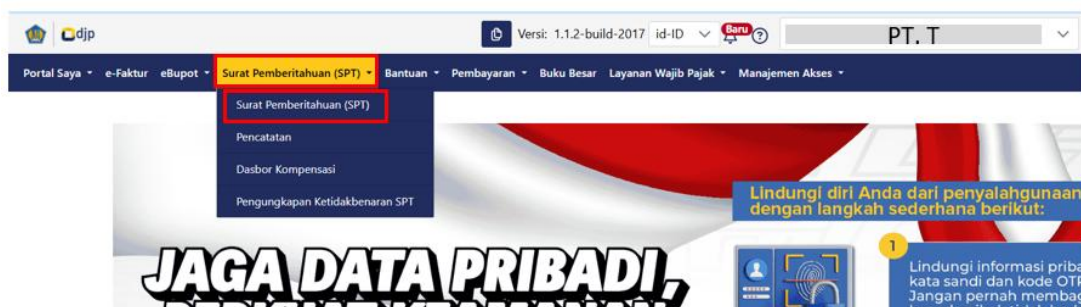 djp
Versi: 1.1.2-build-2017 id-ID Baru ? PT. T
Portal Saya e-Faktur eBupot Surat Pemberitahuan (SPT) Bantuan Pembayaran Buku Besar Layanan Wajib Pajak Manajemen Akses
Surat Pemberitahuan (SPT)
Pencatatan
Dasbor Kompensasi
Pengungkapan Ketidakbenaran SPT
Lindungi diri Anda dari penyalahgunaan
dengan langkah sederhana berikut:
JAGA DATA PRIBADI,
1
Lindungi informasi priba
kata sandi dan kode OT
Jangan pernah memba